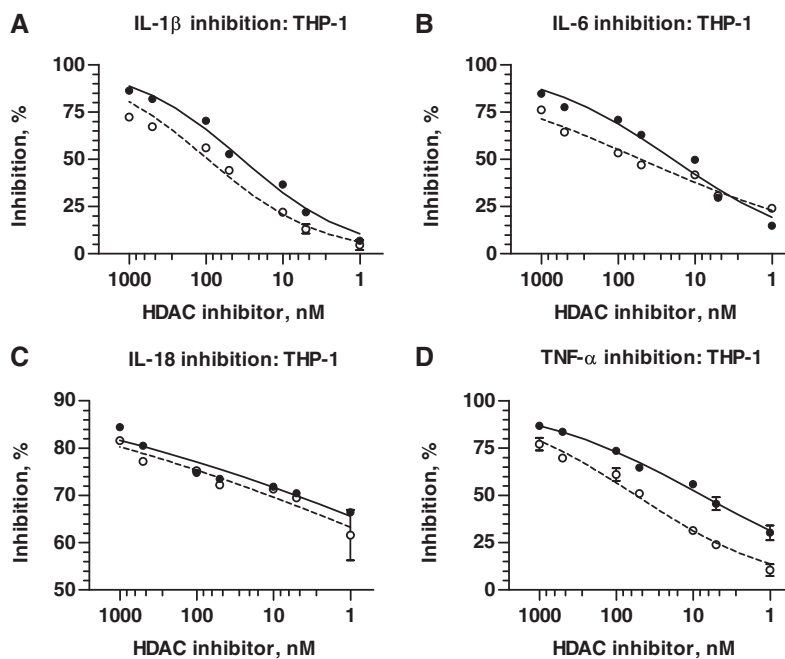 A
IL-1β inhibition: THP-1
100
75
50
25
0
Inhibition, %
1000
100
10
1
HDAC inhibitor, nM
B
IL-6 inhibition: THP-1
100
75
50
25
0
Inhibition, %
1000
100
10
1
HDAC inhibitor, nM
C
IL-18 inhibition: THP-1
90
80
70
60
50
Inhibition, %
1000
100
10
1
HDAC inhibitor, nM
D
TNF-α inhibition: THP-1
100
75
50
25
0
Inhibition, %
1000
100
10
1
HDAC inhibitor, nM